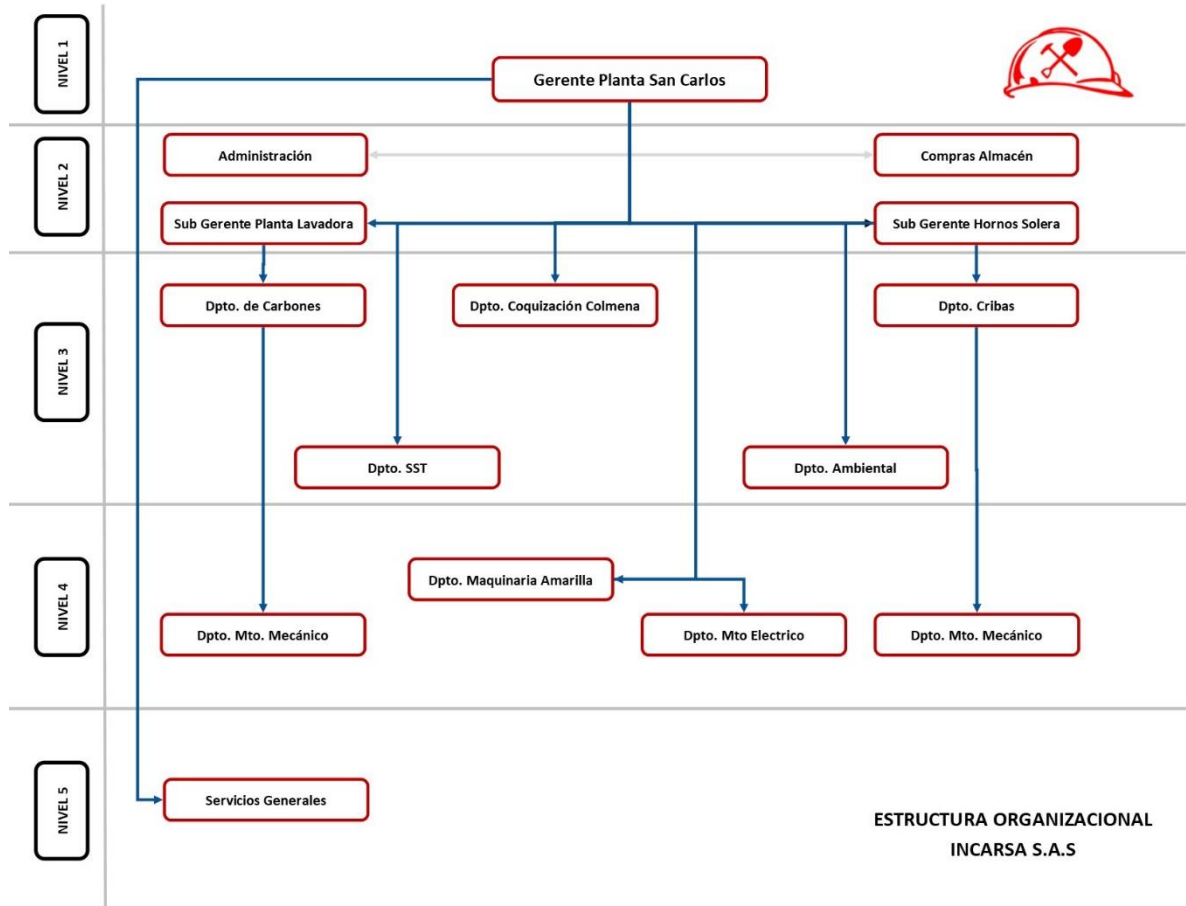 NIVEL 1
Gerente Planta San Carlos
NIVEL 2
Administración
Compras Almacén
Sub Gerente Planta Lavadora
Sub Gerente Hornos Solera
NIVEL 3
Dpto. de Carbones
Dpto. Coquización Colmena
Dpto. Cribas
Dpto. SST
Dpto. Ambiental
NIVEL 4
Dpto. Maquinaria Amarilla
Dpto. Mto. Mecánico
Dpto. Mto Electrico
Dpto. Mto. Mecánico
NIVEL 5
Servicios Generales
ESTRUCTURA ORGANIZACIONAL
INCARSA S.A.S